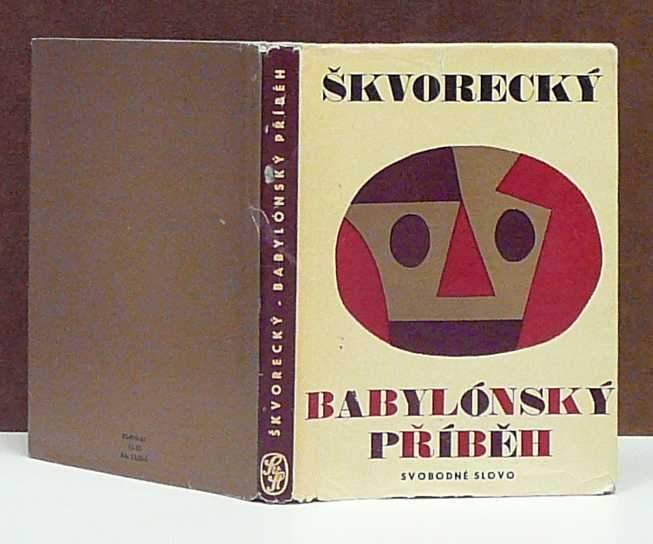 ŠKVORECKÝ
BABYLÓNSKÝ
PŘÍBĚH
SVOBODNÉ SLOVO
ŠKVORECKÝ - BABYLÓNSKÝ PŘÍBĚH